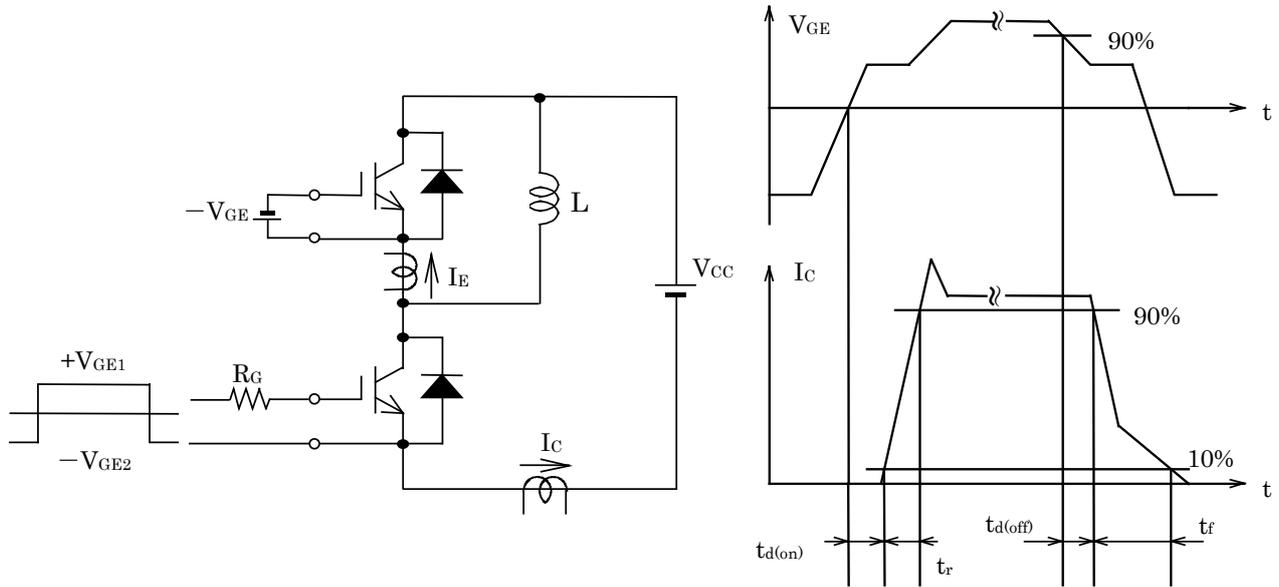 −VGE
L
IE
VCC
+VGE1
RG
−VGE2
IC
VGE
90%
t
IC
90%
10%
t
td(on)
tr
td(off)
tf